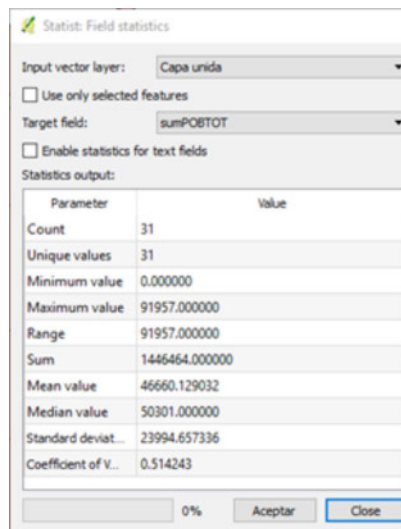 Statist: Field statistics
Input vector layer: Capa unida
Use only selected features
Target field: sumPOBTOT
Enable statistics for text fields
Statistics output:
Parameter Value
Count 31
Unique values 31
Minimum value 0.000000
Maximum value 91957.000000
Range 91957.000000
Sum 1446464.000000
Mean value 46660.129032
Median value 50301.000000
Standard deviat... 23994.657336
Coefficient of V... 0.514243
0% Aceptar Close